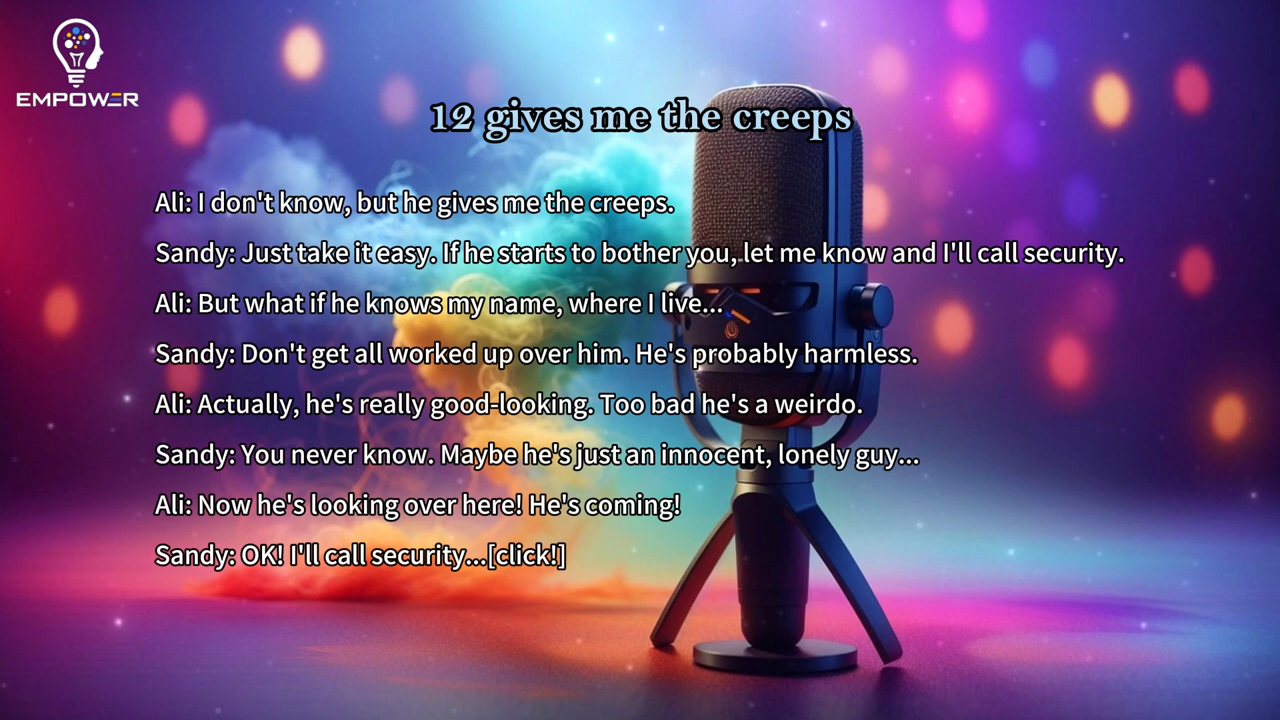 EMPOWER
12 gives me the creeps
Ali: I don't know, but he gives me the creeps.
Sandy: Just take it easy. If he starts to bother you, let me know and I'll call security.
Ali: But what if he knows my name, where I live...
Sandy: Don't get all worked up over him. He's probably harmless.
Ali: Actually, he's really good-looking. Too bad he's a weirdo.
Sandy: You never know. Maybe he's just an innocent, lonely guy...
Ali: Now he's looking over here! He's coming!
Sandy: OK! I'll call security...[click!]